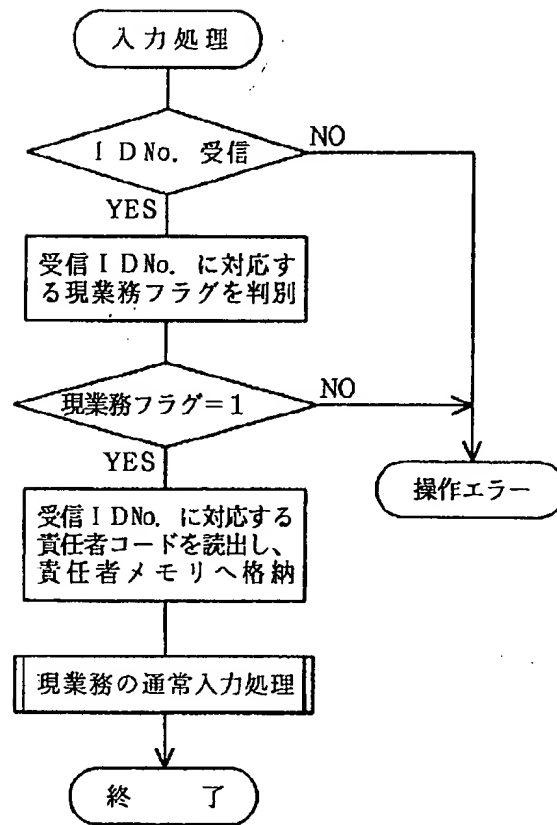 入力処理
IDNo. 受信
NO
YES
受信IDNo. に対応す
る現業務フラグを判別
現業務フラグ=1
NO
YES
操作エラー
受信IDNo. に対応する
責任者コードを読出し、
責任者メモリへ格納
現業務の通常入力処理
終 了